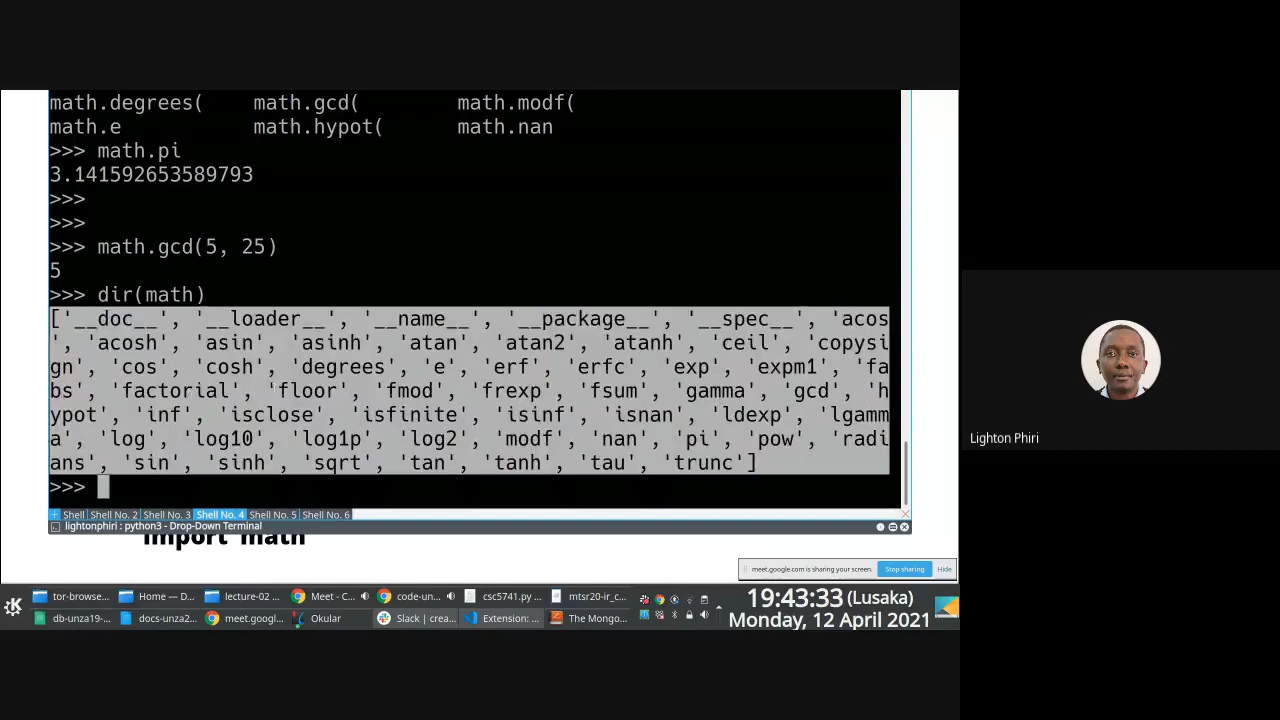 math.degrees(    math.gcd(    math.modf(
math.e    math.hypot(    math.nan
>>> math.pi
3.141592653589793
>>>
>>>
>>> math.gcd(5, 25)
5
>>> dir(math)
['__doc__', '__loader__', '__name__', '__package__', '__spec__', 'acos
', 'acosh', 'asin', 'asinh', 'atan', 'atan2', 'atanh', 'ceil', 'copysi
gn', 'cos', 'cosh', 'degrees', 'e', 'erf', 'erfc', 'exp', 'expm1', 'fa
bs', 'factorial', 'floor', 'fmod', 'frexp', 'fsum', 'gamma', 'gcd', 'h
ypot', 'inf', 'isclose', 'isfinite', 'isinf', 'isnan', 'ldexp', 'lgamm
a', 'log', 'log10', 'log1p', 'log2', 'modf', 'nan', 'pi', 'pow', 'radi
ans', 'sin', 'sinh', 'sqrt', 'tan', 'tanh', 'tau', 'trunc']
>>>
Shell Shell No. 2 Shell No. 3 Shell No. 4 Shell No. 5 Shell No. 6
lightonphiri : python3 - Drop-Down Terminal
import math
meet.google.com is sharing your screen. Stop sharing Hide
tor-browse... Home — D... lecture-02 ... Meet - C... code-un... csc5741.py ... mtsr20-ir_c...
db-unza19-... docs-unza2... meet.googl... Okular Slack | crea... Extension: ... The Mongo...
19:43:33 (Lusaka)
Monday, 12 April 2021
Lighton Phiri